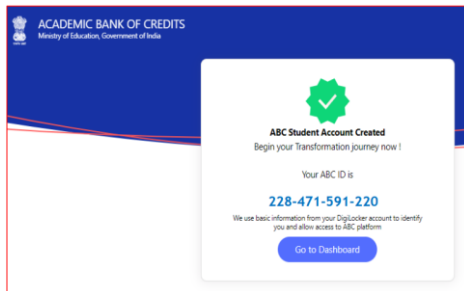 ACADEMIC BANK OF CREDITS
Ministry of Education, Government of India
ABC Student Account Created
Begin your Transformation journey now !
Your ABC ID is
228-471-591-220
We use basic information from your DigiLocker account to identify
you and allow access to ABC platform
Go to Dashboard